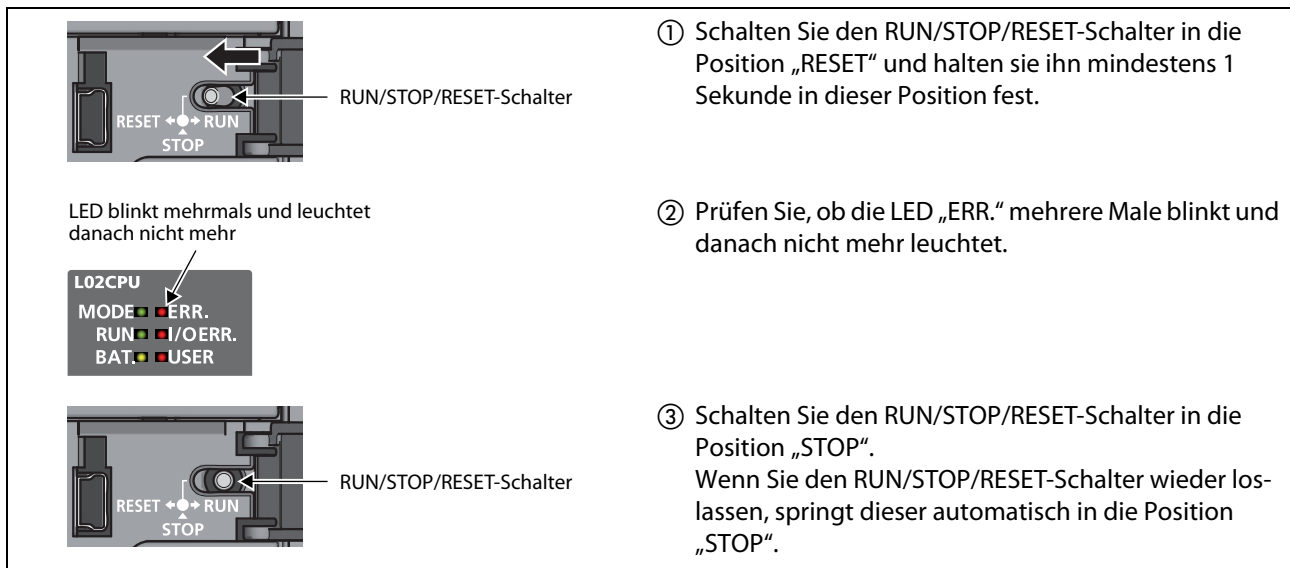 ① Schalten Sie den RUN/STOP/RESET-Schalter in die
Position „RESET“ und halten sie ihn mindestens 1
Sekunde in dieser Position fest.
RUN/STOP/RESET-Schalter
RESET RUN
STOP
LED blinkt mehrmals und leuchtet
danach nicht mehr
② Prüfen Sie, ob die LED „ERR.“ mehrere Male blinkt und
danach nicht mehr leuchtet.
L02CPU
MODE ERR.
RUN I/OERR.
BAT. USER
③ Schalten Sie den RUN/STOP/RESET-Schalter in die
Position „STOP“.
Wenn Sie den RUN/STOP/RESET-Schalter wieder los-
lassen, springt dieser automatisch in die Position
„STOP“.
RUN/STOP/RESET-Schalter
RESET RUN
STOP